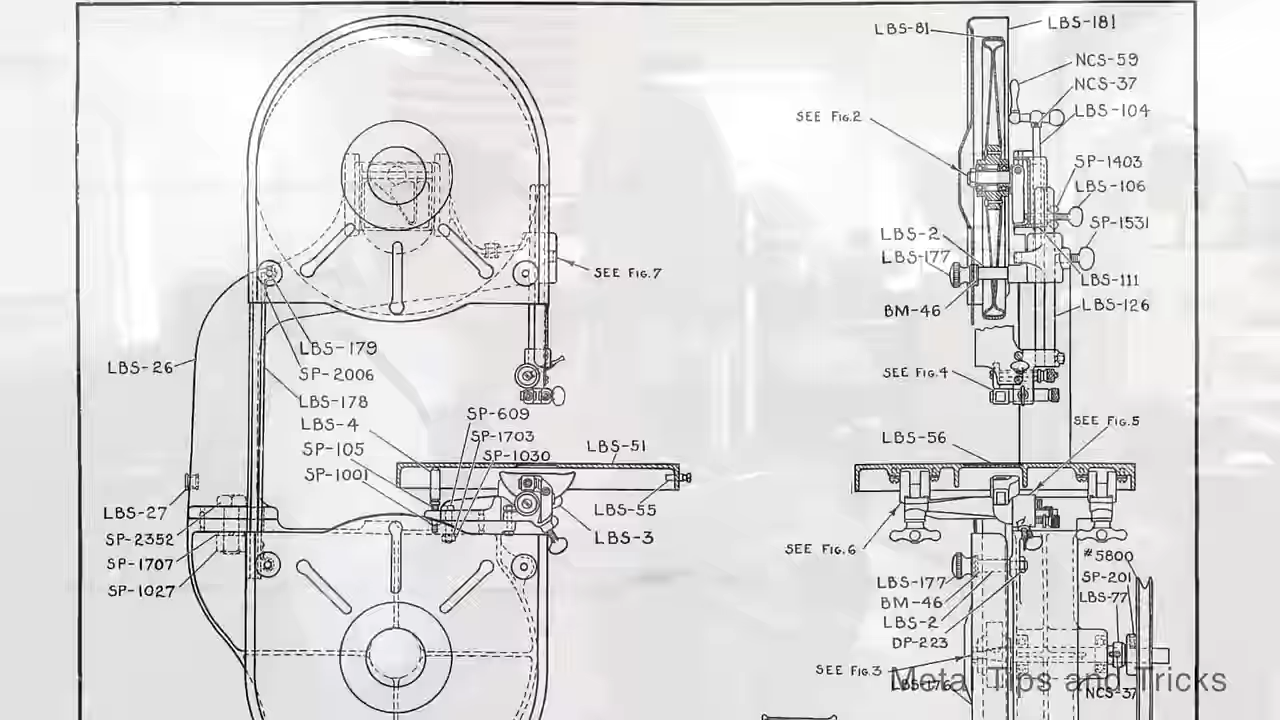 LBS-81
LBS-181
NCS-59
NCS-37
LBS-104
SEE FIG.2
SP-1403
LBS-106
SP-1531
LBS-2
LBS-177
LBS-111
BM-46
LBS-126
SEE FIG.7
LBS-179
LBS-26
SP-2006
LBS-178
SEE FIG.4
SP-609
LBS-4
SP-1703
SP-105
SP-1030
SP-1001
LBS-51
LBS-56
SEE FIG.5
LBS-27
LBS-55
SP-2352
LBS-3
SP-1707
SP-1027
SEE FIG.6
#5800
SP-201
LBS-77
LBS-177
BM-46
LBS-2
DP-223
SEE FIG.3
LBS-176
NCS-37
Metal Tips and Tricks